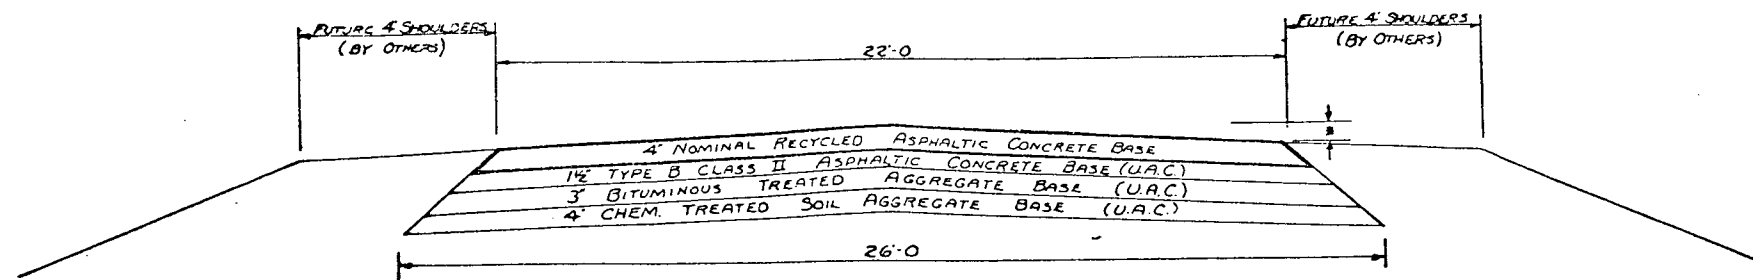 FUTURE 4' SHOULDERS
(BY OTHERS)
22'-0
FUTURE 4' SHOULDERS
(BY OTHERS)
4" NOMINAL RECYCLED ASPHALTIC CONCRETE BASE
1½" TYPE B CLASS II ASPHALTIC CONCRETE BASE (U.A.C.)
3" BITUMINOUS TREATED AGGREGATE BASE (U.A.C.)
4" CHEM. TREATED SOIL AGGREGATE BASE (U.A.C.)
26'-0